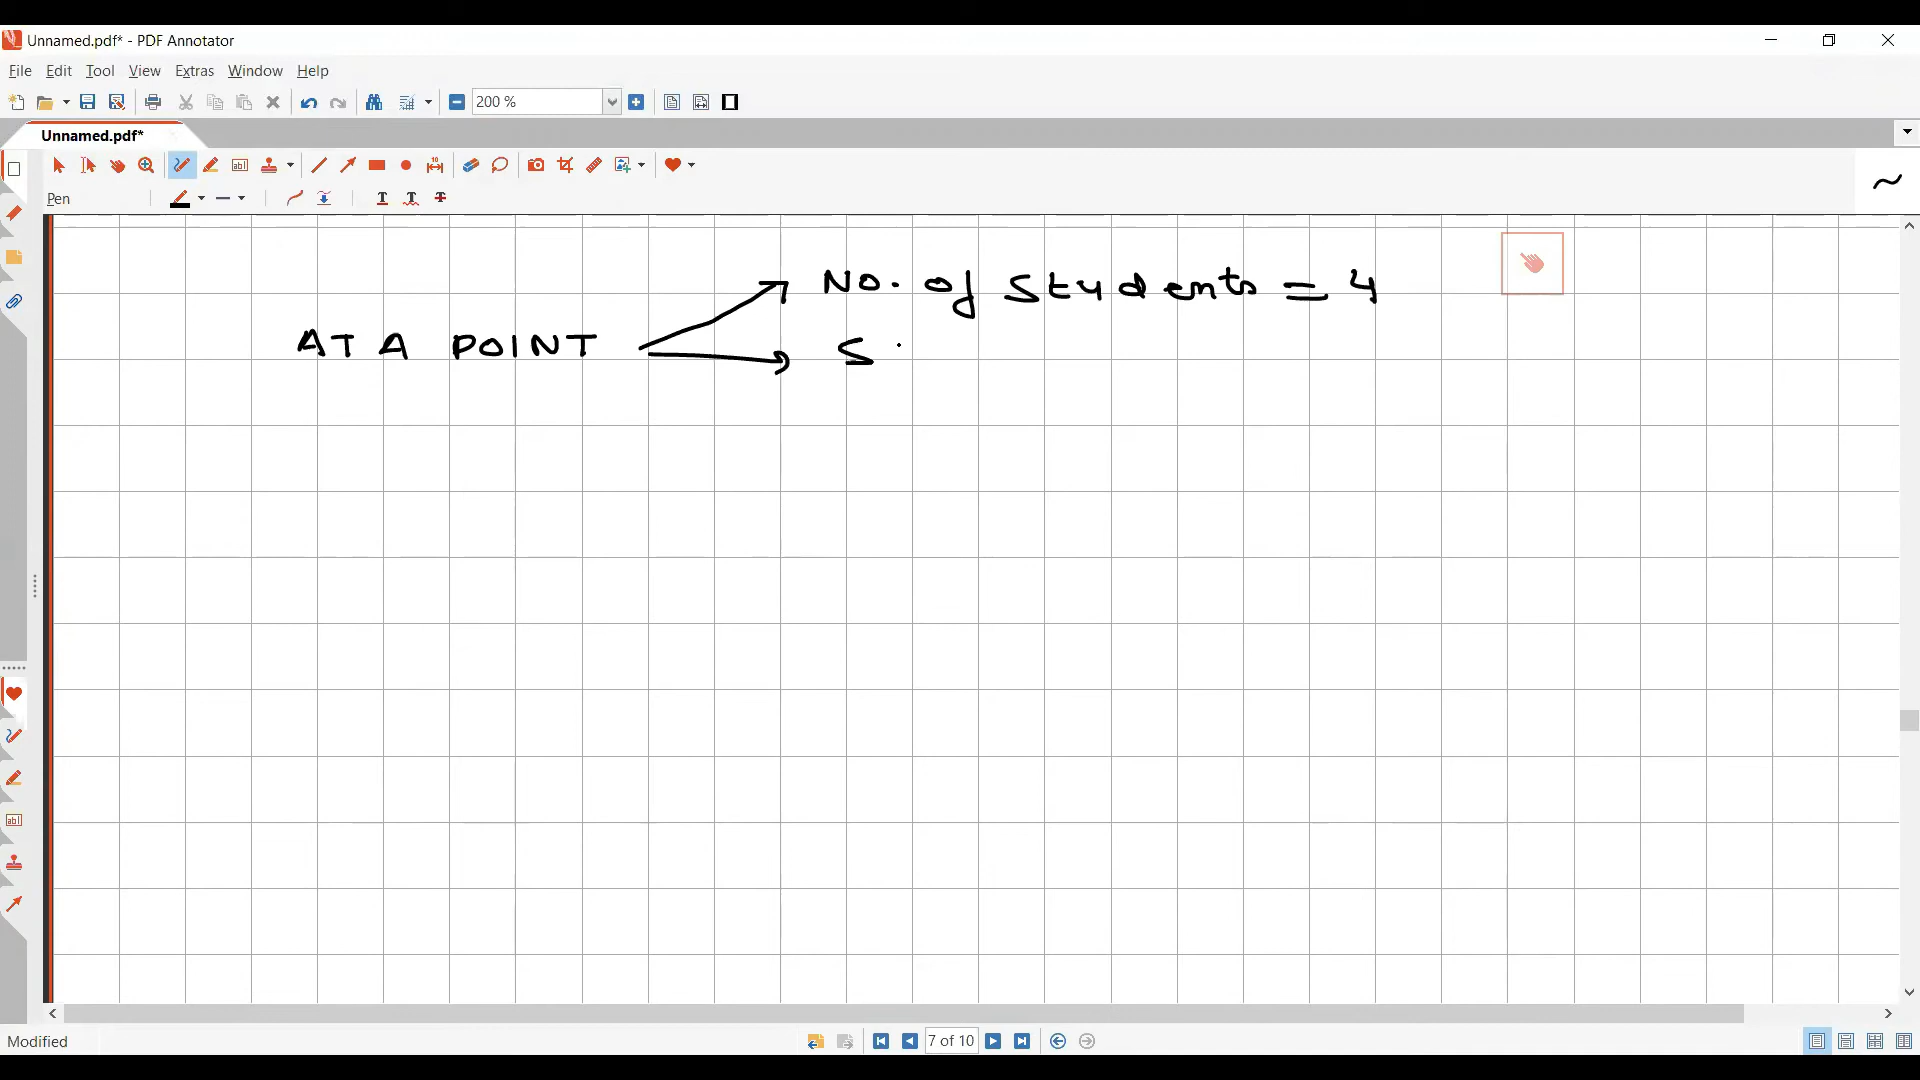 Unnamed.pdf* - PDF Annotator
File Edit Tool View Extras Window Help
200 %
Unnamed.pdf*
Pen
No. of students = 4
AT A POINT
S
Modified
7 of 10